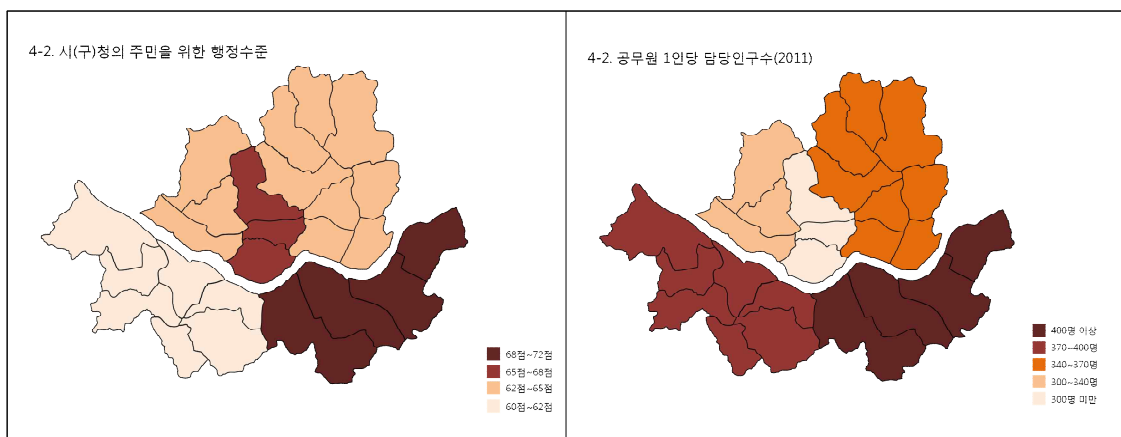 4-2. 시(구)청의 주민을 위한 행정수준
68점~72점
65점~68점
62점~65점
60점~62점
4-2. 공무원 1인당 담당인구수(2011)
400명 이상
370~400명
340~370명
300~340명
300명 미만